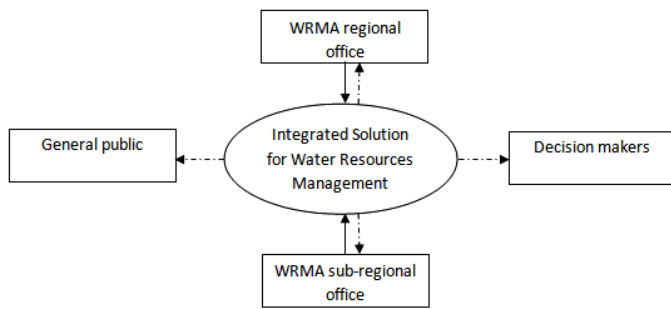 WRMA regional
office
General public
Integrated Solution
for Water Resources
Management
Decision makers
WRMA sub-regional
office